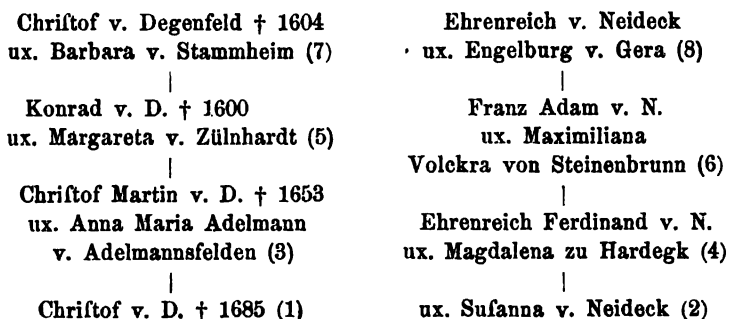 Chriſtof v. Degenfeld † 1604
ux. Barbara v. Stammheim (7)
Konrad v. D. † 1600
ux. Margareta v. Zülnhardt (5)
Chriſtof Martin v. D. † 1653
ux. Anna Maria Adelmann
v. Adelmannsfelden (3)
Chriſtof v. D. † 1685 (1)
Ehrenreich v. Neideck
ux. Engelburg v. Gera (8)
Franz Adam v. N.
ux. Maximiliana
Volckra von Steinenbrunn (6)
Ehrenreich Ferdinand v. N.
ux. Magdalena zu Hardegk (4)
ux. Suſanna v. Neideck (2)